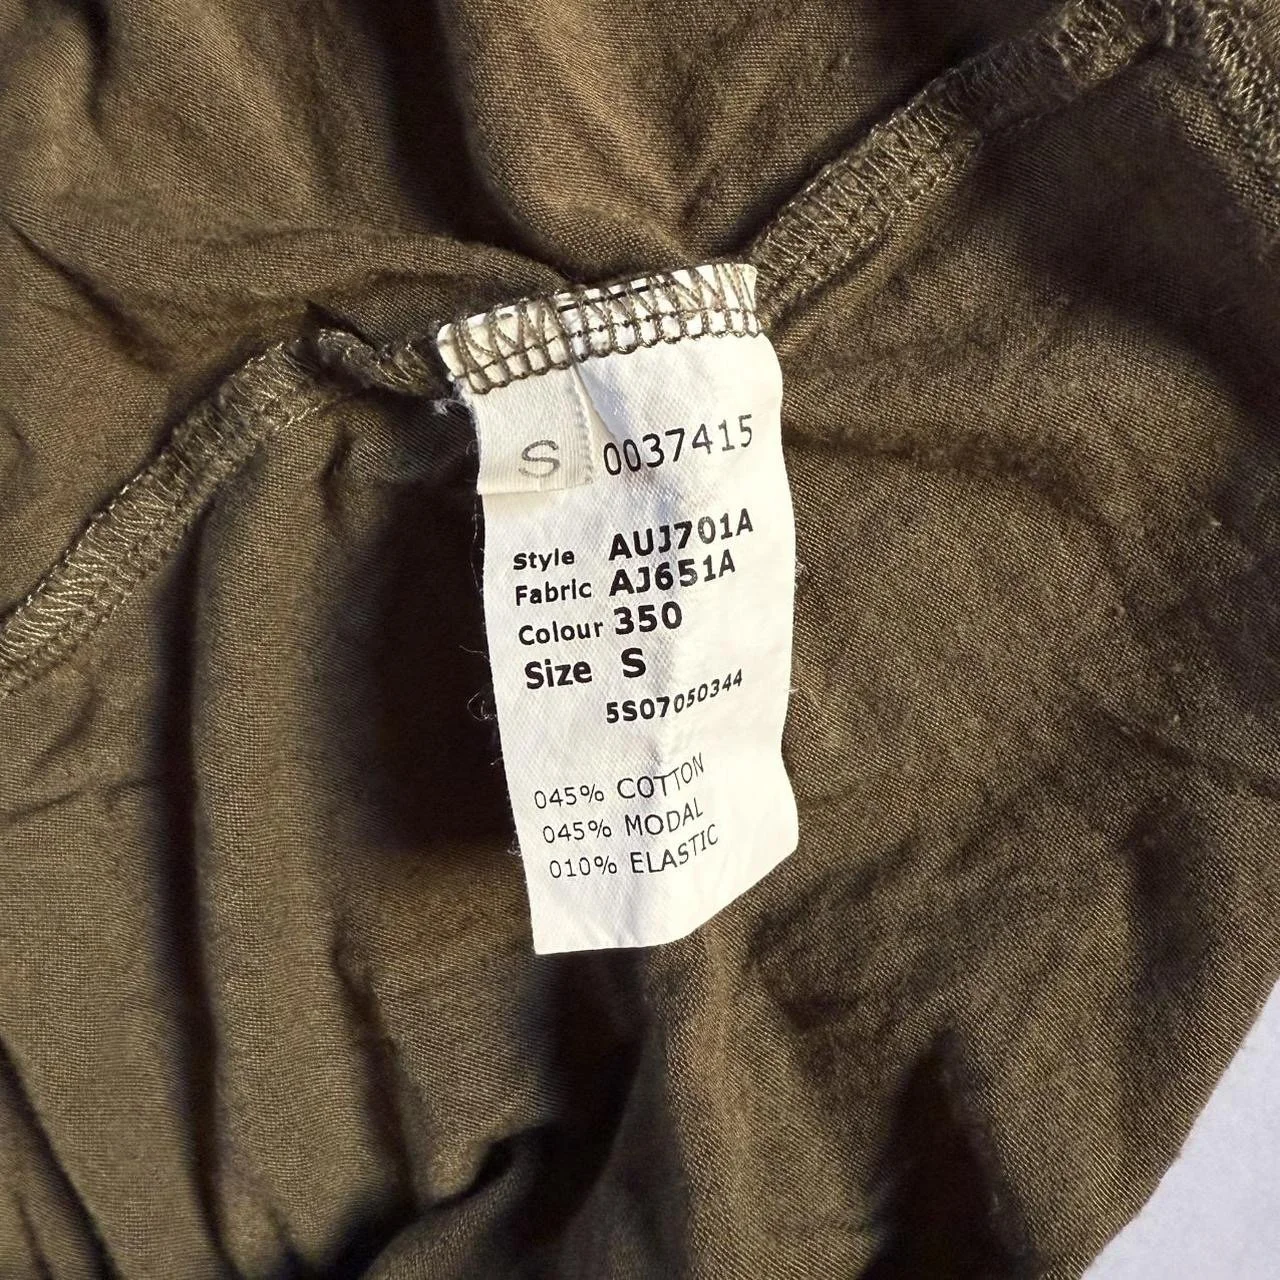 S
0037415
Style AUJ701A
Fabric AJ651A
Colour 350
Size S
5S07050344
045% COTTON
045% MODAL
010% ELASTIC